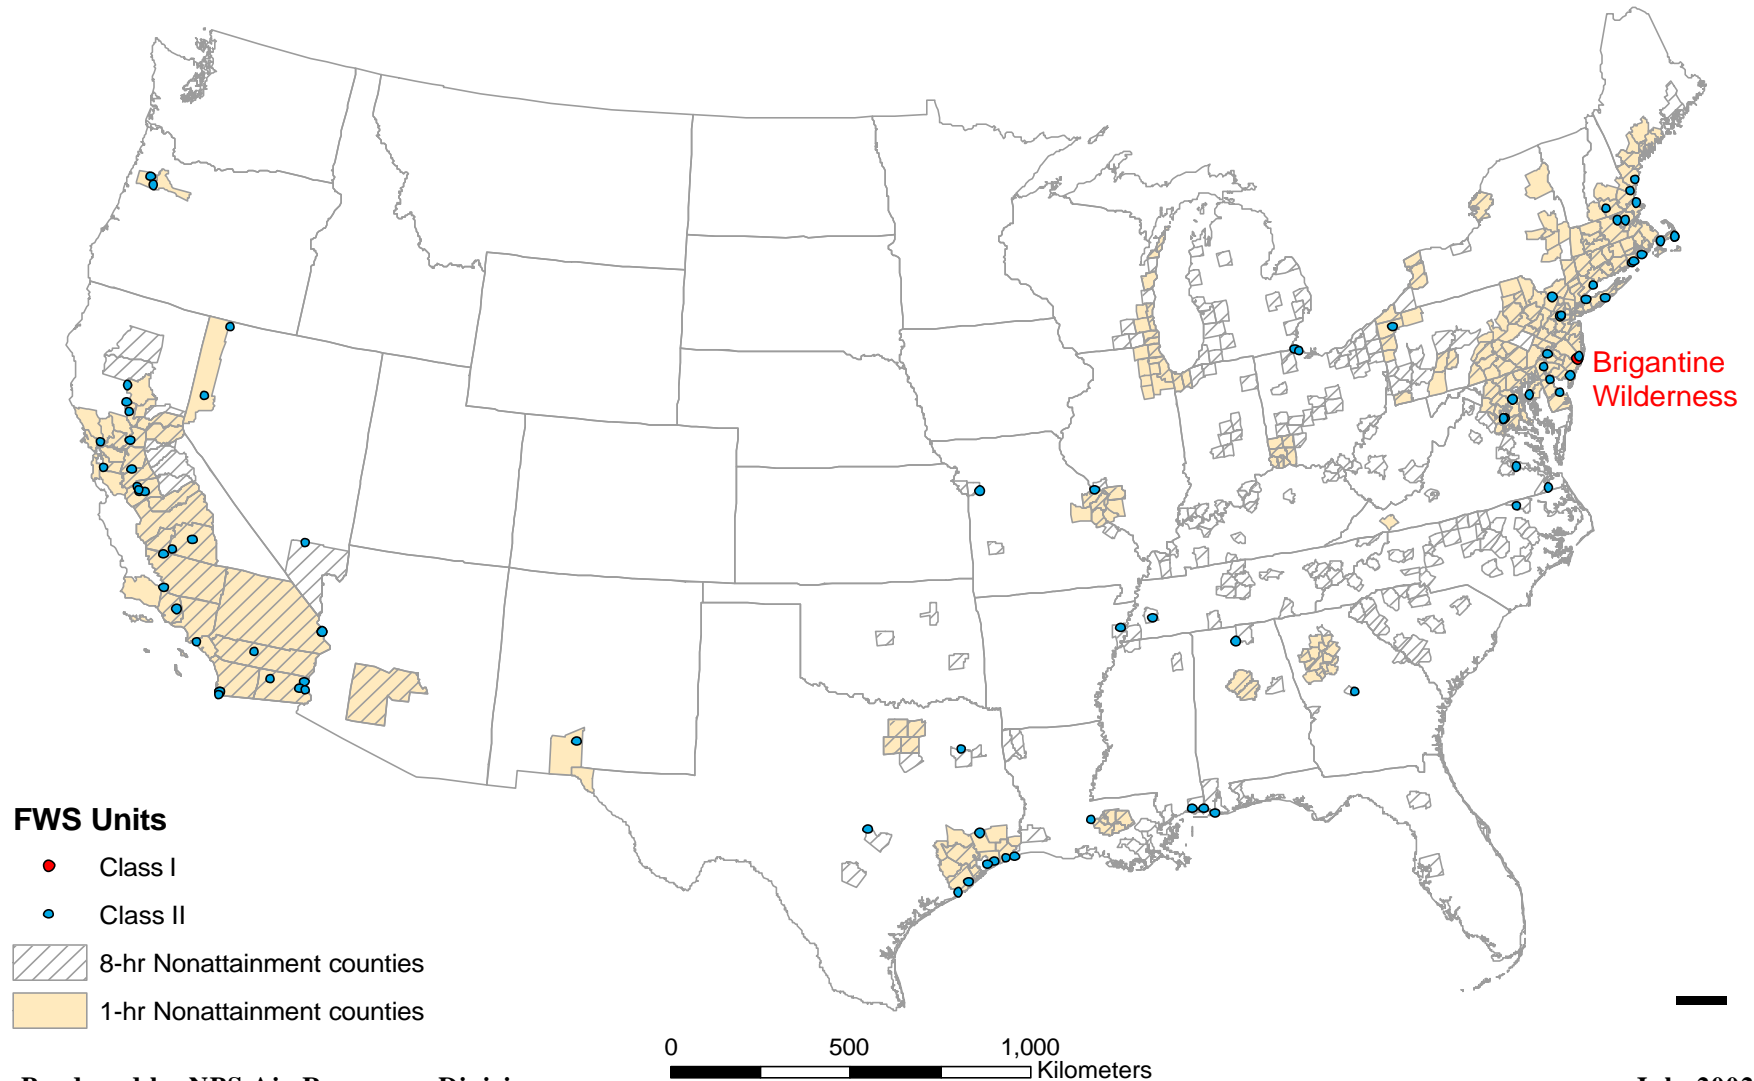 Brigantine
Wilderness
FWS Units
Class I
Class II
8-hr Nonattainment counties
1-hr Nonattainment counties
0 500 1,000
Kilometers